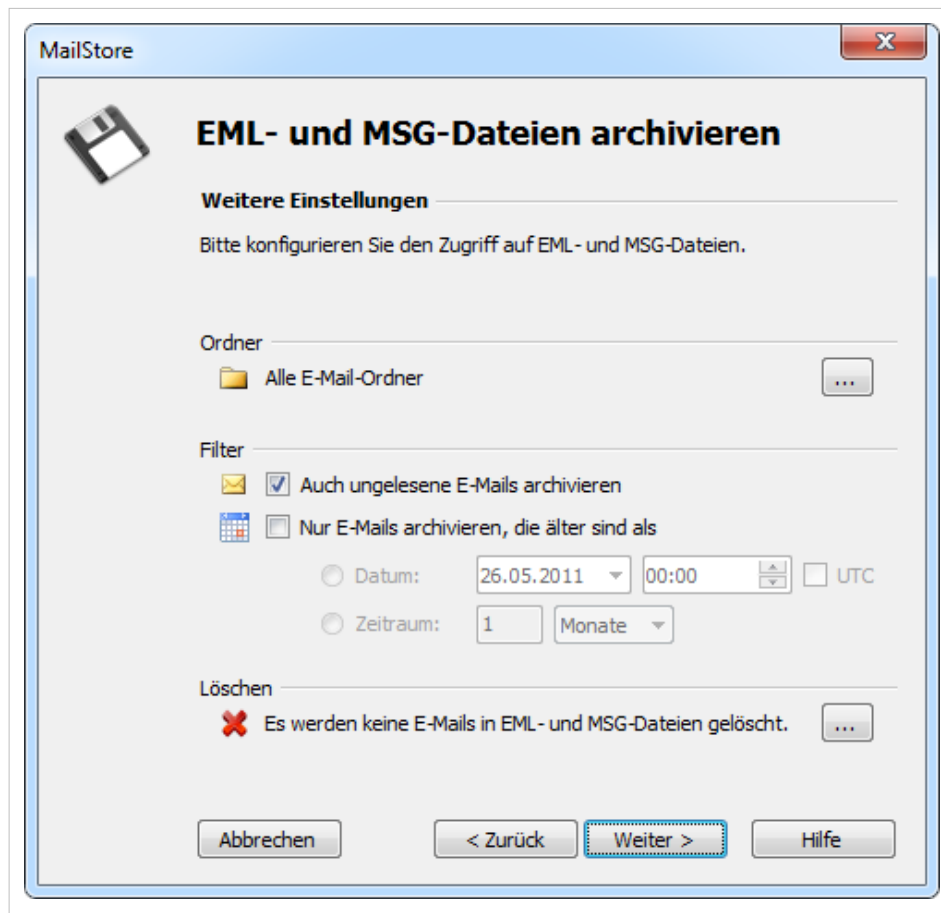 MailStore
EML- und MSG-Dateien archivieren
Weitere Einstellungen
Bitte konfigurieren Sie den Zugriff auf EML- und MSG-Dateien.
Ordner
Alle E-Mail-Ordner ...
Filter
Auch ungelesene E-Mails archivieren
Nur E-Mails archivieren, die älter sind als
Datum: 26.05.2011 00:00 UTC
Zeitraum: 1 Monate
Löschen
Es werden keine E-Mails in EML- und MSG-Dateien gelöscht. ...
Abbrechen < Zurück Weiter > Hilfe